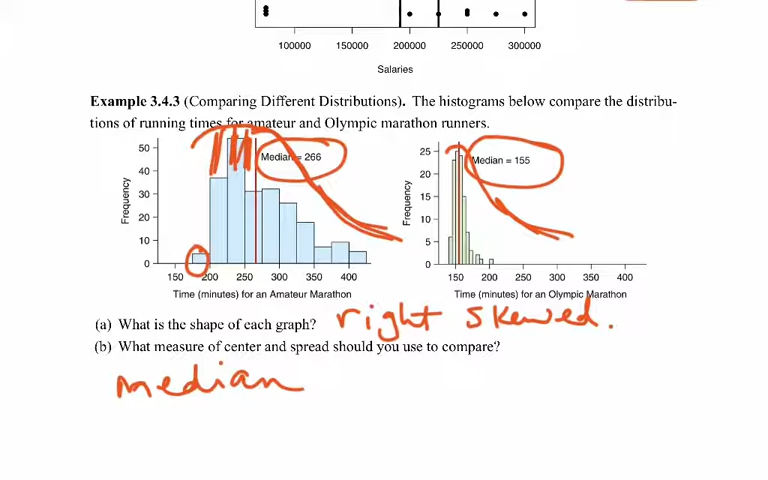 100000 150000 200000 250000 300000
Salaries
Example 3.4.3 (Comparing Different Distributions). The histograms below compare the distribu-
tions of running times for amateur and Olympic marathon runners.
50
40
30
20
10
0
Frequency
Median = 266
150 200 250 300 350 400
Time (minutes) for an Amateur Marathon
25
20
15
10
5
0
Frequency
Median = 155
150 200 250 300 350 400
Time (minutes) for an Olympic Marathon
(a) What is the shape of each graph? right skewed.
(b) What measure of center and spread should you use to compare?
median